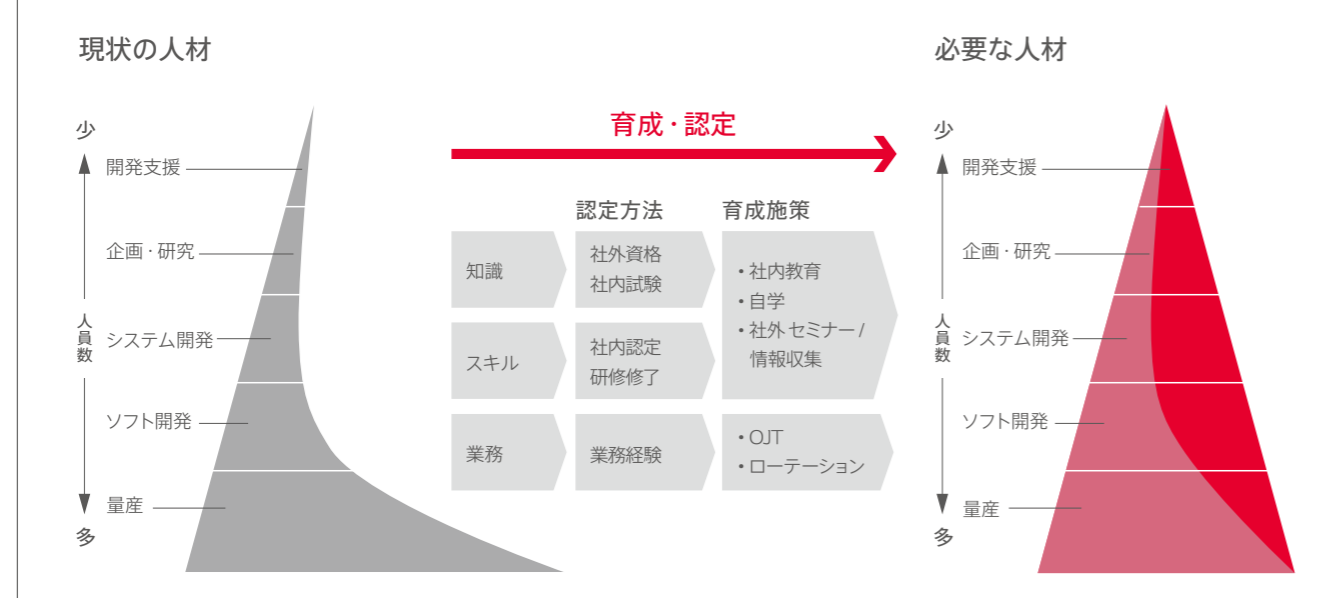 現状の人材
少
開発支援
企画・研究
人員数
システム開発
ソフト開発
量産
多
育成・認定
認定方法
育成施策
知識
社外資格
社内試験
・社内教育
・自学
・社外セミナー/
情報収集
スキル
社内認定
研修修了
業務
業務経験
・OJT
・ローテーション
必要な人材
少
開発支援
企画・研究
人員数
システム開発
ソフト開発
量産
多